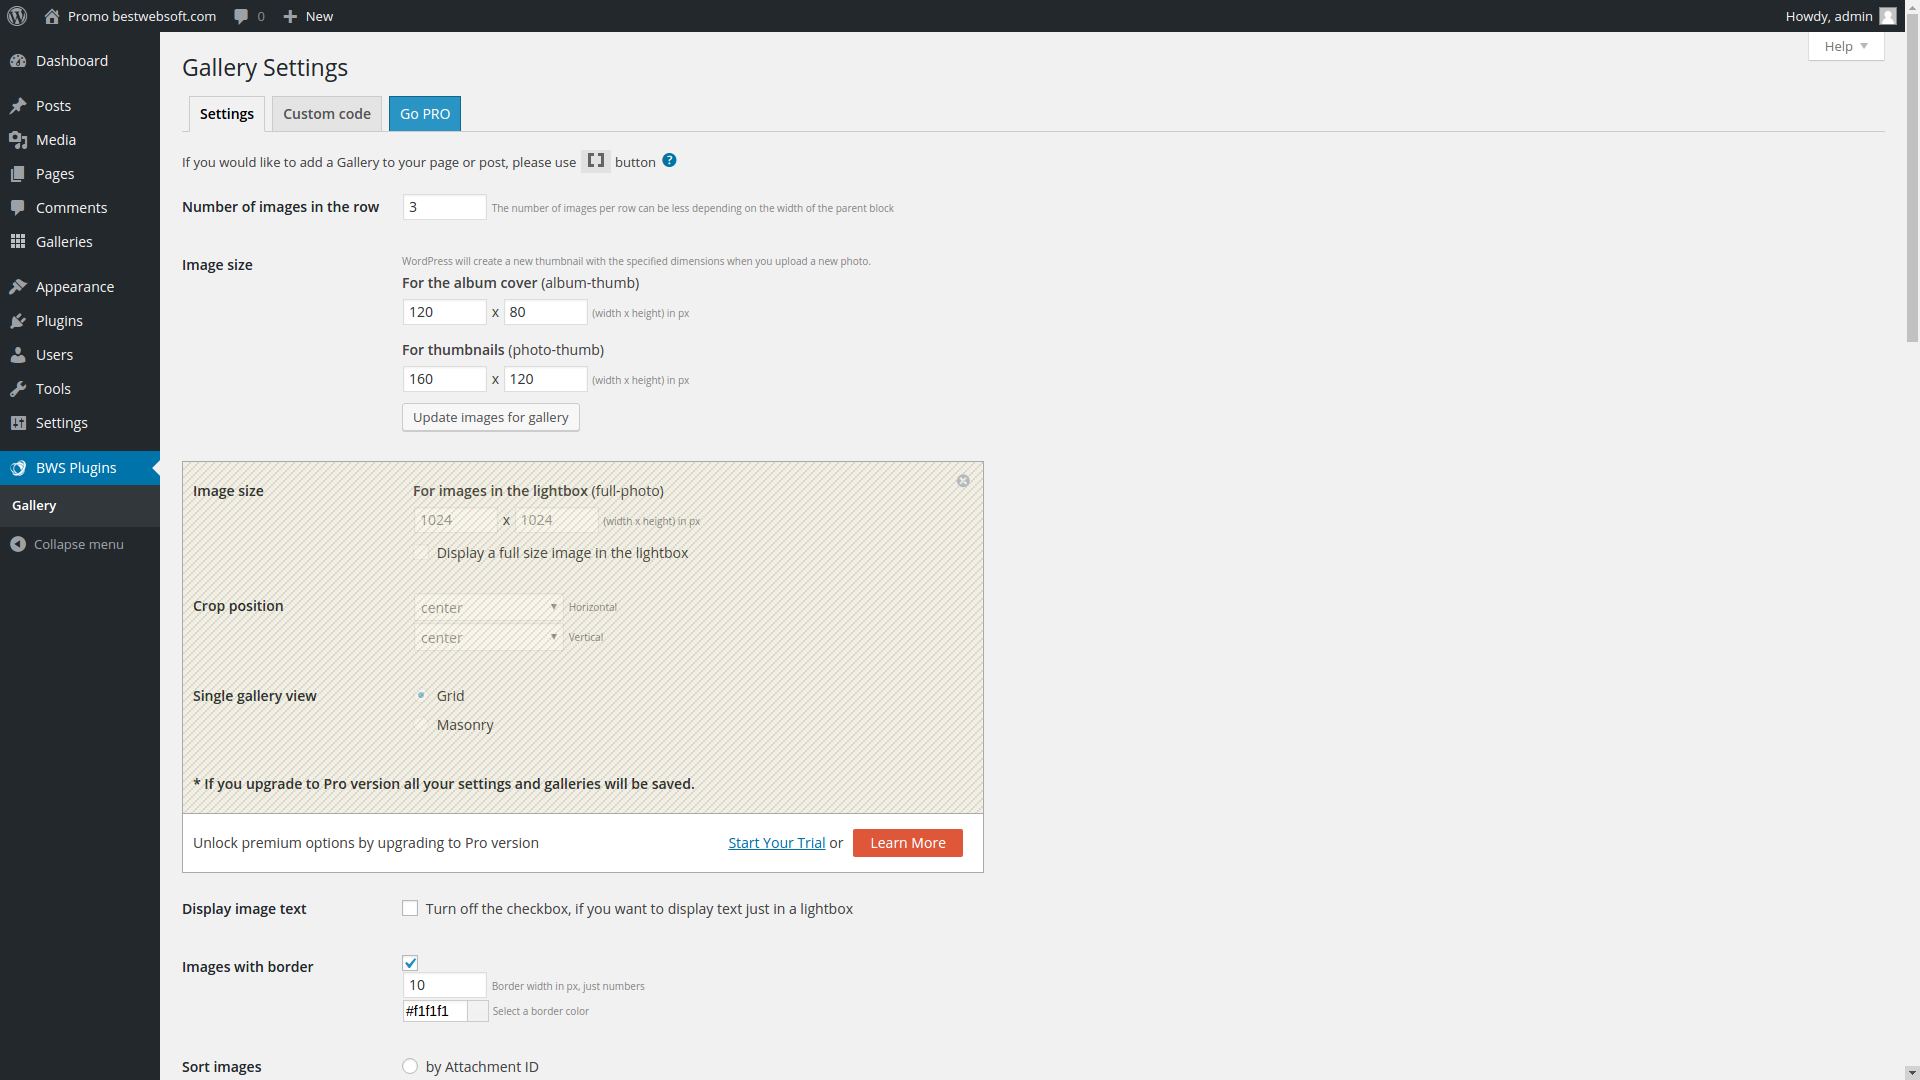 Promo bestwebsoft.com 0 New Howdy, admin
Help
Dashboard
Posts
Media
Pages
Comments
Galleries
Appearance
Plugins
Users
Tools
Settings
BWS Plugins
Gallery
Collapse menu
Gallery Settings
Settings Custom code Go PRO
If you would like to add a Gallery to your page or post, please use [] button ?
Number of images in the row 3 The number of images per row can be less depending on the width of the parent block
Image size WordPress will create a new thumbnail with the specified dimensions when you upload a new photo.
For the album cover (album-thumb)
120 x 80 (width x height) in px
For thumbnails (photo-thumb)
160 x 120 (width x height) in px
Update images for gallery
Image size For images in the lightbox (full-photo)
1024 x 1024 (width x height) in px
Display a full size image in the lightbox
Crop position center Horizontal
center Vertical
Single gallery view Grid
Masonry
* If you upgrade to Pro version all your settings and galleries will be saved.
Unlock premium options by upgrading to Pro version Start Your Trial or Learn More
Display image text Turn off the checkbox, if you want to display text just in a lightbox
Images with border
10 Border width in px, just numbers
#f1f1f1 Select a border color
Sort images by Attachment ID